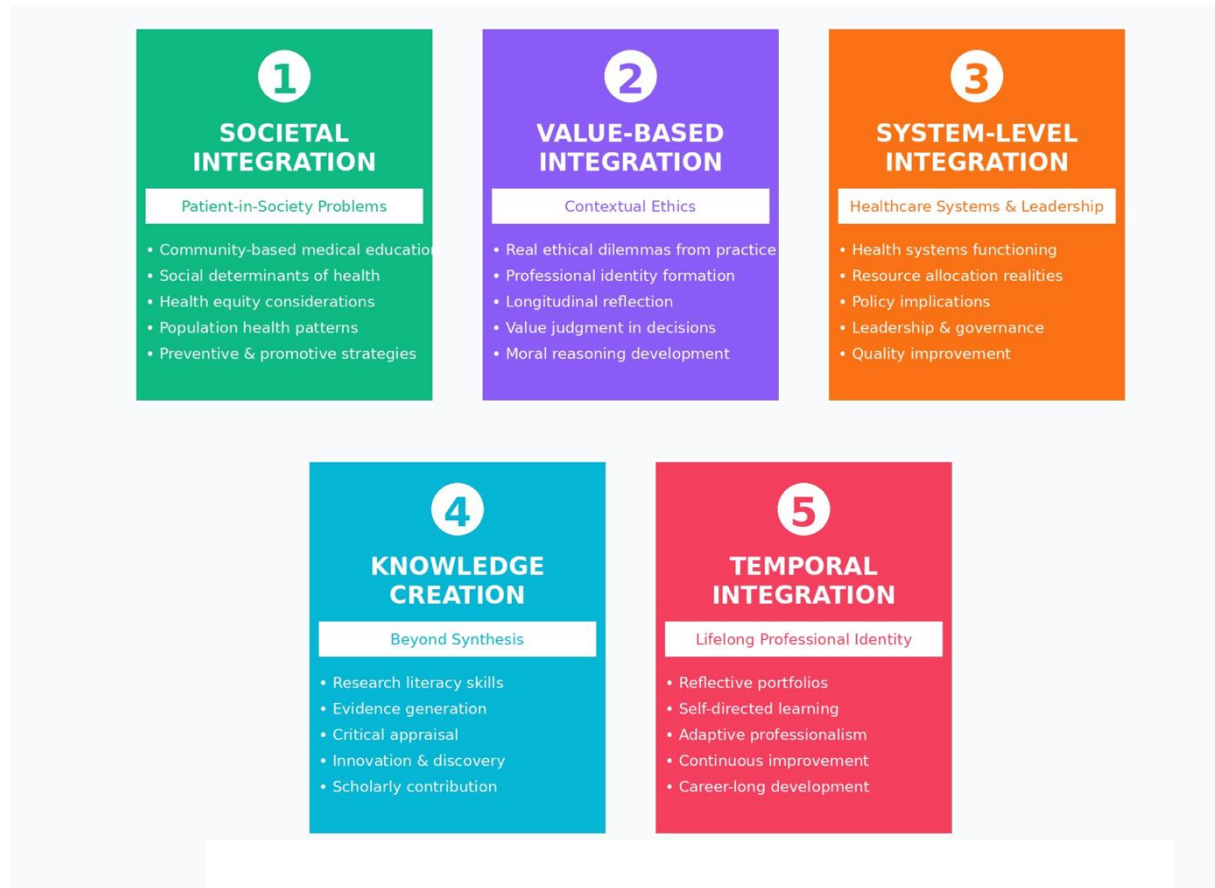 1
SOCIETAL
INTEGRATION
Patient-in-Society Problems
• Community-based medical education
• Social determinants of health
• Health equity considerations
• Population health patterns
• Preventive & promotive strategies
2
VALUE-BASED
INTEGRATION
Contextual Ethics
• Real ethical dilemmas from practice
• Professional identity formation
• Longitudinal reflection
• Value judgment in decisions
• Moral reasoning development
3
SYSTEM-LEVEL
INTEGRATION
Healthcare Systems & Leadership
• Health systems functioning
• Resource allocation realities
• Policy implications
• Leadership & governance
• Quality improvement
4
KNOWLEDGE
CREATION
Beyond Synthesis
• Research literacy skills
• Evidence generation
• Critical appraisal
• Innovation & discovery
• Scholarly contribution
5
TEMPORAL
INTEGRATION
Lifelong Professional Identity
• Reflective portfolios
• Self-directed learning
• Adaptive professionalism
• Continuous improvement
• Career-long development